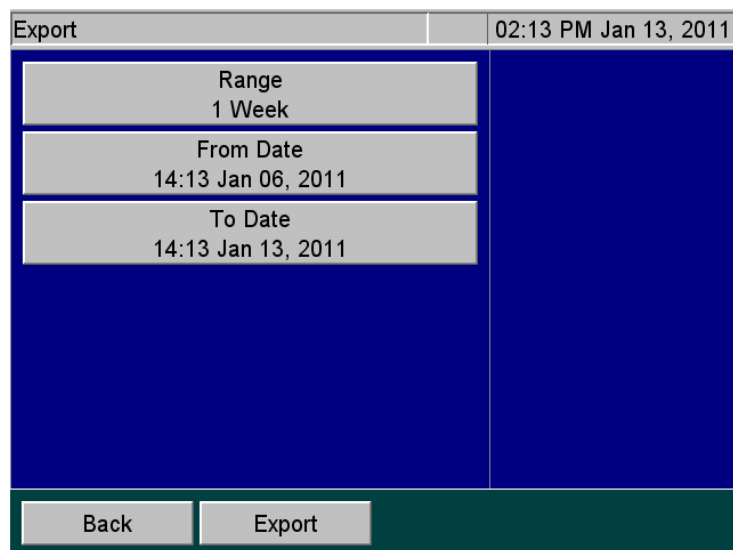 Export 02:13 PM Jan 13, 2011
Range
1 Week
From Date
14:13 Jan 06, 2011
To Date
14:13 Jan 13, 2011
Back Export